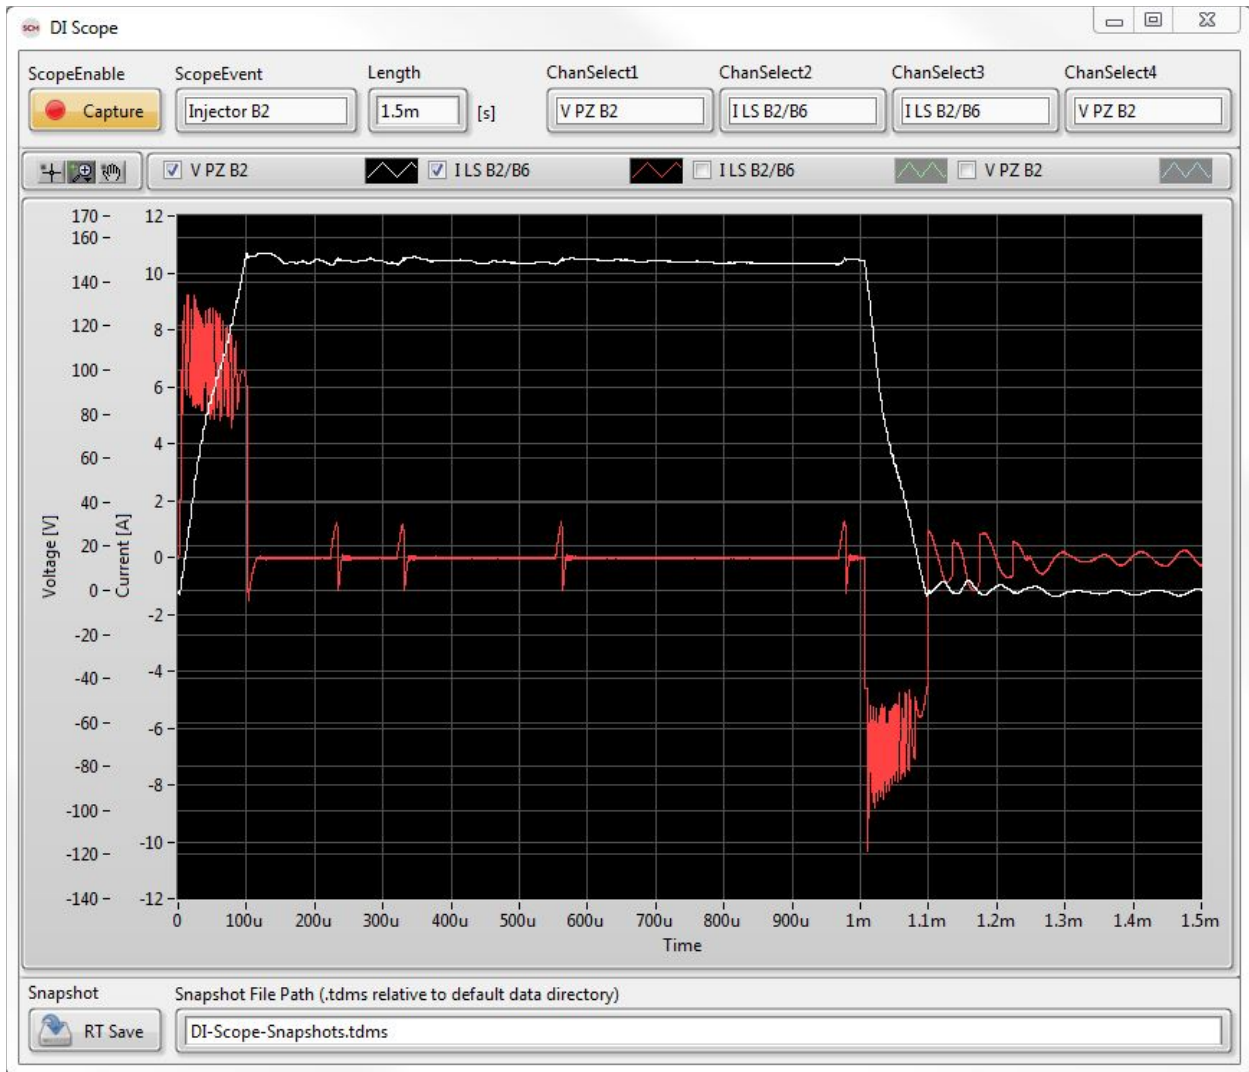 SCM DI Scope
ScopeEnable ScopeEvent Length ChanSelect1 ChanSelect2 ChanSelect3 ChanSelect4
Capture Injector B2 1.5m [s] V PZ B2 I LS B2/B6 I LS B2/B6 V PZ B2
V PZ B2 I LS B2/B6 I LS B2/B6 V PZ B2
170 12
160
140 10
120 8
100
80 6
60 4
40 2
20 0
0
-20 -2
-40 -4
-60 -6
-80 -8
-100
-120 -10
-140 -12
Voltage [V]
Current [A]
0 100u 200u 300u 400u 500u 600u 700u 800u 900u 1m 1.1m 1.2m 1.3m 1.4m 1.5m
Time
Snapshot Snapshot File Path (.tdms relative to default data directory)
RT Save DI-Scope-Snapshots.tdms